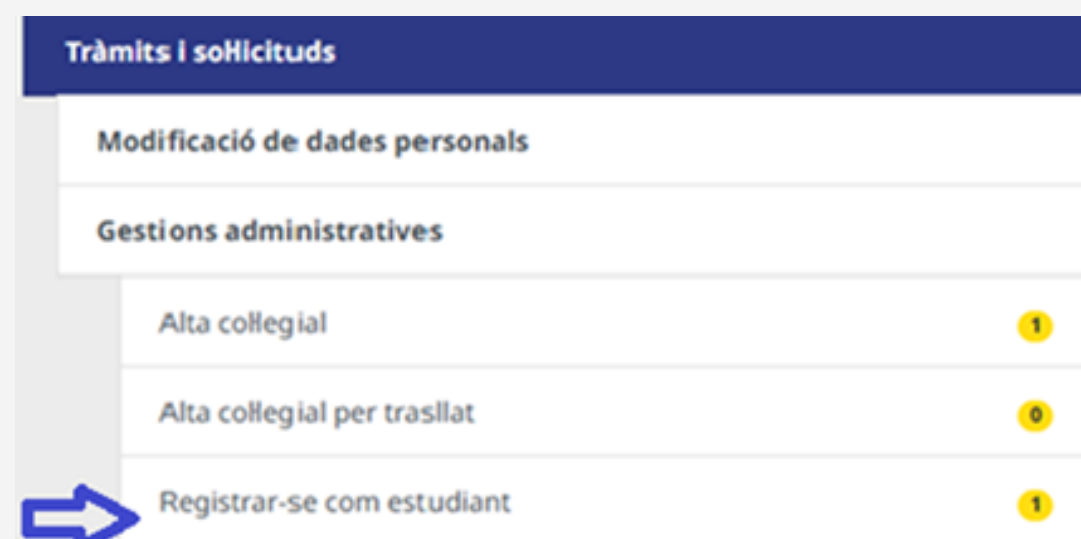 Tràmits i sol·licituds
Modificació de dades personals
Gestions administratives
Alta col·legial 1
Alta col·legial per trasllat 0
Registrar-se com estudiant 1